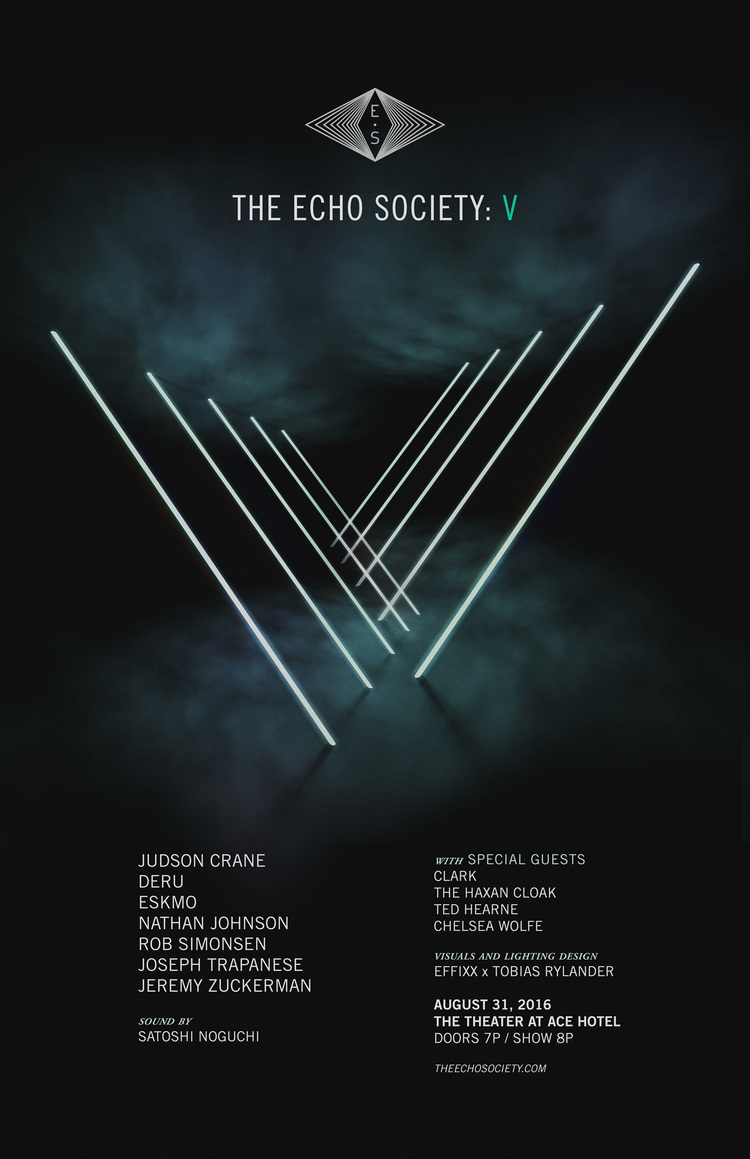 E
S
THE ECHO SOCIETY: V
JUDSON CRANE
DERU
ESKMO
NATHAN JOHNSON
ROB SIMONSEN
JOSEPH TRAPANESE
JEREMY ZUCKERMAN
SOUND BY
SATOSHI NOGUCHI
WITH SPECIAL GUESTS
CLARK
THE HAXAN CLOAK
TED HEARNE
CHELSEA WOLFE
VISUALS AND LIGHTING DESIGN
EFFIXX x TOBIAS RYLANDER
AUGUST 31, 2016
THE THEATER AT ACE HOTEL
DOORS 7P / SHOW 8P
THEECHOSOCIETY.COM